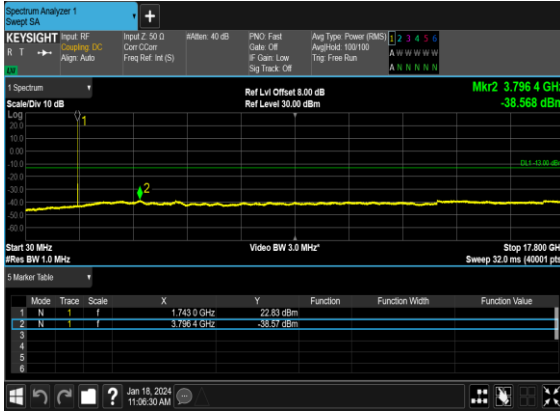 Spectrum Analyzer 1
Swept SA
+
KEYSIGHT Input: RF Input Z: 50 Ω #Atten: 40 dB PNO: Fast Avg Type: Power (RMS) 1 2 3 4 5 6
R T Coupling: DC Corr CCorr Gate: Off Avg|Hold: 100/100 A W W W W W
Align: Auto Freq Ref: Int (S) IF Gain: Low Trig: Free Run
Sig Track: Off A N N N N N
1 Spectrum Ref Lvl Offset 8.00 dB Mkr2 3.796 4 GHz
Scale/Div 10 dB Ref Level 30.00 dBm -38.568 dBm
Log
1
20.0
10.0
0.00
-10.0
DL1 -13.00 dBm
-20.0
-30.0
2
-40.0
-50.0
-60.0
Start 30 MHz Video BW 3.0 MHz* Stop 17.800 GH
#Res BW 1.0 MHz Sweep 32.0 ms (40001 pts
5 Marker Table
Mode Trace Scale X Y Function Function Width Function Value
1 N 1 f 1.743 0 GHz 22.83 dBm
2 N 1 f 3.796 4 GHz -38.57 dBm
3
4
5
6
? Jan 18, 2024
11:06:30 AM